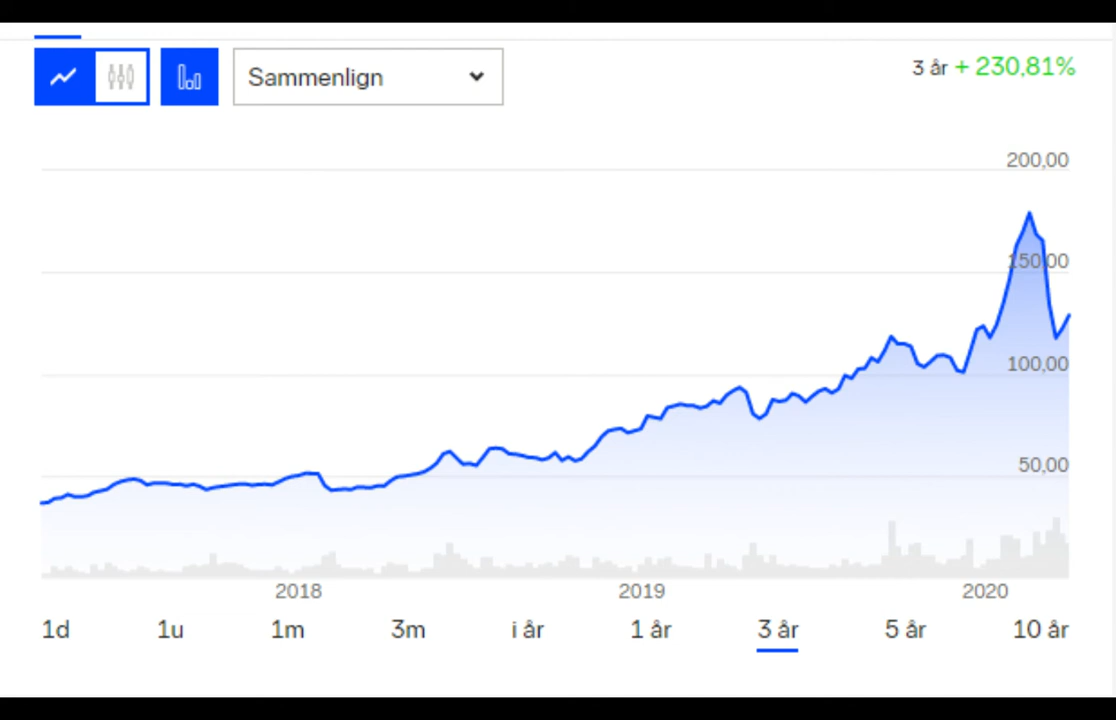 Sammenlign
3 år + 230,81%
200,00
150,00
100,00
50,00
2018 2019 2020
1d 1u 1m 3m i år 1 år 3 år 5 år 10 år